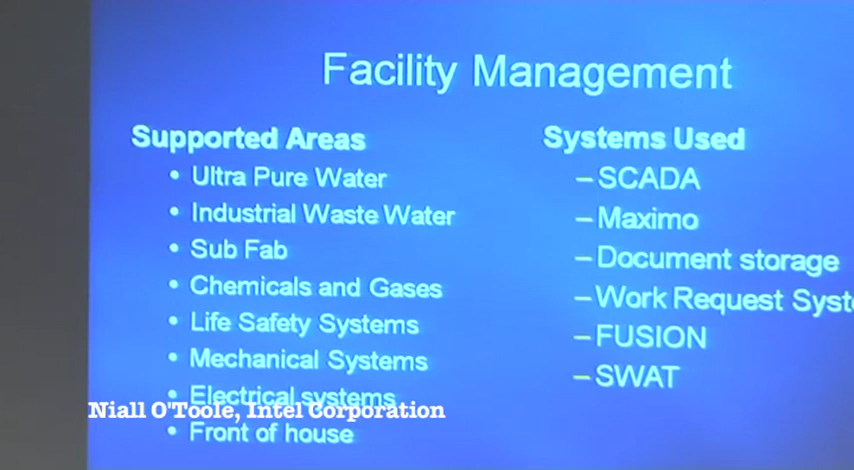 Facility Management
Supported Areas
• Ultra Pure Water
• Industrial Waste Water
• Sub Fab
• Chemicals and Gases
• Life Safety Systems
• Mechanical Systems
• Electrical systems
• Front of house
Systems Used
– SCADA
– Maximo
– Document storage
– Work Request Syst
– FUSION
– SWAT
Niall O'Toole, Intel Corporation